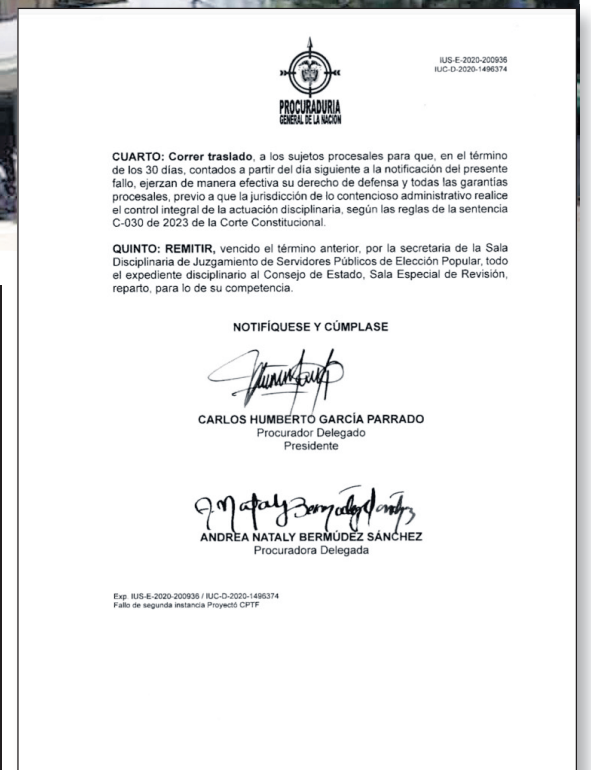 IUS-E-2020-200936
IUC-D-2020-1496374
PROCURADURIA
GENERAL DE LA NACIÓN
CUARTO: Correr traslado, a los sujetos procesales para que, en el término
de los 30 días, contados a partir del día siguiente a la notificación del presente
fallo, ejerzan de manera efectiva su derecho de defensa y todas las garantías
procesales, previo a que la jurisdicción de lo contencioso administrativo realice
el control integral de la actuación disciplinaria, según las reglas de la sentencia
C-030 de 2023 de la Corte Constitucional.
QUINTO: REMITIR, vencido el término anterior, por la secretaria de la Sala
Disciplinaria de Juzgamiento de Servidores Públicos de Elección Popular, todo
el expediente disciplinario al Consejo de Estado, Sala Especial de Revisión,
reparto, para lo de su competencia.
NOTIFÍQUESE Y CÚMPLASE
CARLOS HUMBERTO GARCÍA PARRADO
Procurador Delegado
Presidente
A. Nataly Bermúdez Sánchez
ANDREA NATALY BERMÚDEZ SÁNCHEZ
Procuradora Delegada
Exp. IUS-E-2020-200936 / IUC-D-2020-1496374
Fallo de segunda instancia Proyectó CPTF